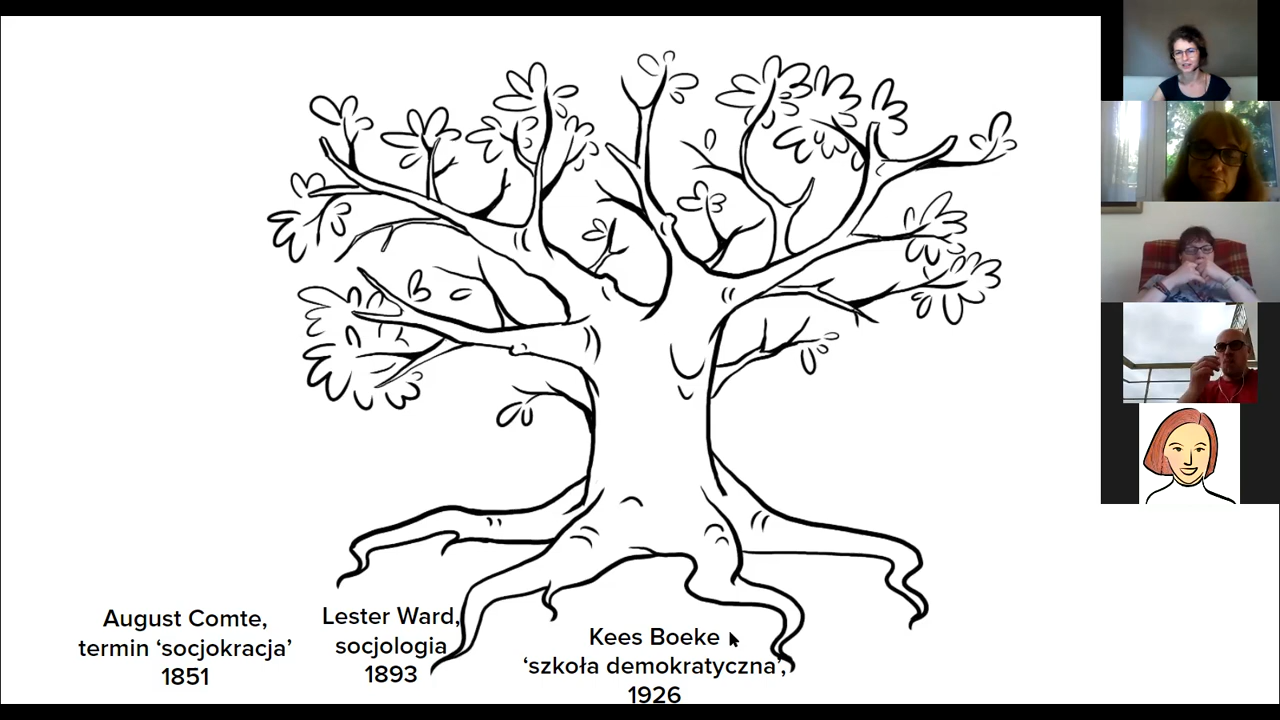 August Comte,
termin ‘socjokracja’
1851
Lester Ward,
socjologia
1893
Kees Boeke
‘szkoła demokratyczna’,
1926